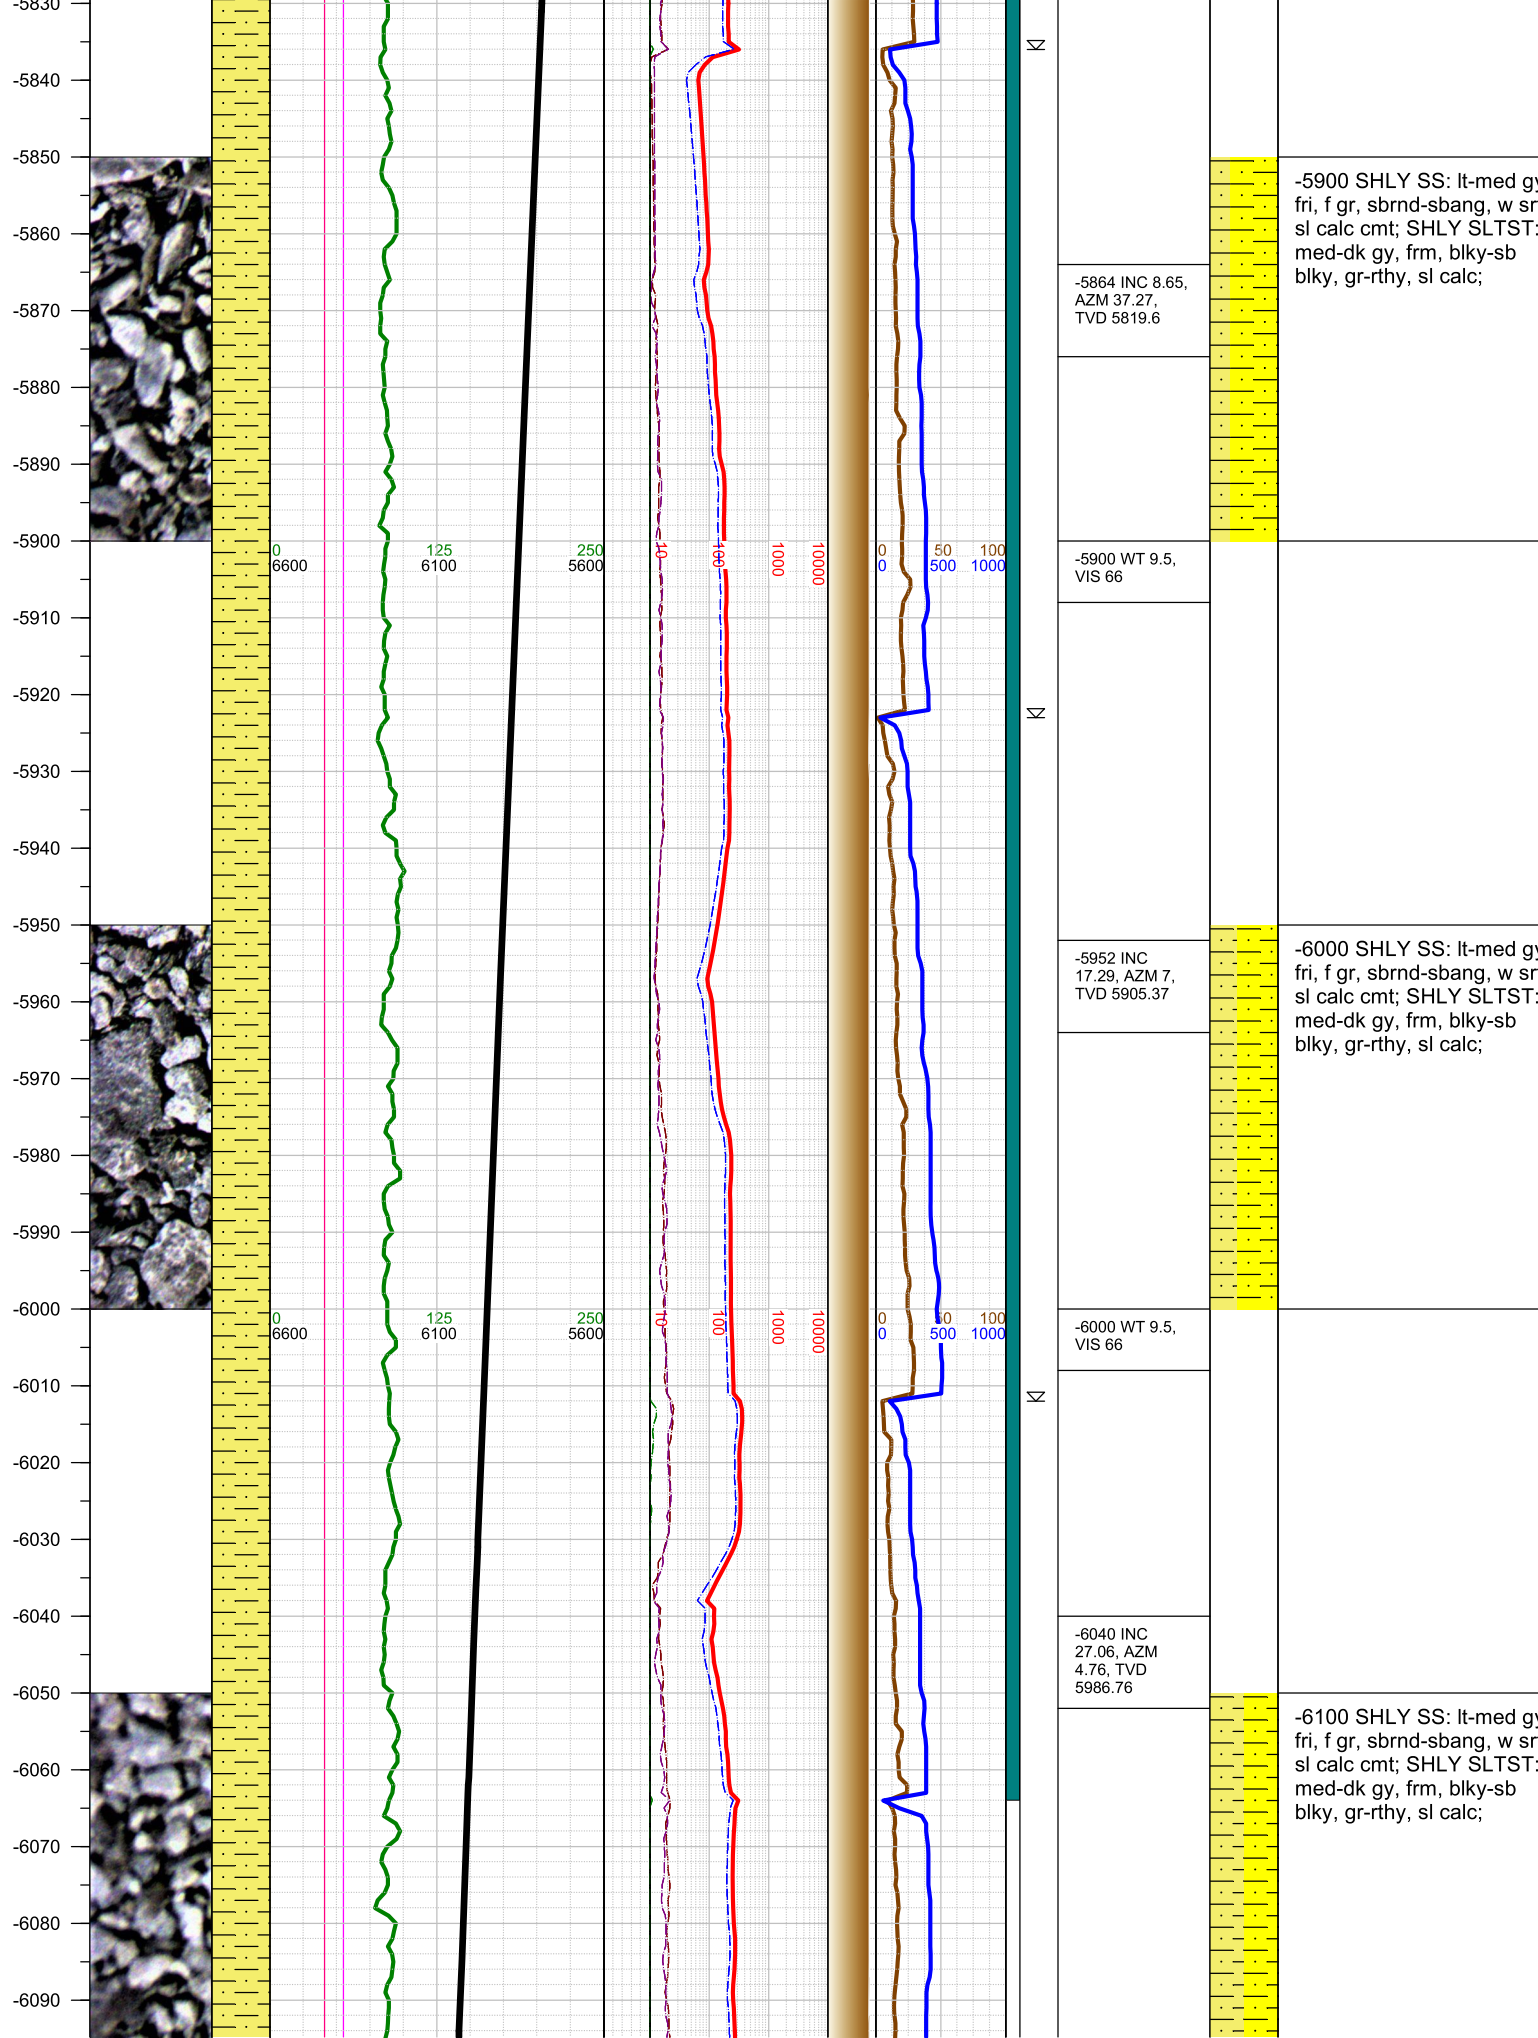 -5830
-5840
-5850
-5860
-5870
-5880
-5890
-5900
-5910
-5920
-5930
-5940
-5950
-5960
-5970
-5980
-5990
-6000
-6010
-6020
-6030
-6040
-6050
-6060
-6070
-6080
-6090
0 125 250
6600 6100 5600
10 100 1000 10000
0 50 100
0 500 1000
0 125 250
6600 6100 5600
10 100 1000 10000
0 50 100
0 500 1000
-5864 INC 8.65,
AZM 37.27,
TVD 5819.6
-5900 WT 9.5,
VIS 66
-5952 INC
17.29, AZM 7,
TVD 5905.37
-6000 WT 9.5,
VIS 66
-6040 INC
27.06, AZM
4.76, TVD
5986.76
-5900 SHLY SS: lt-med gy
fri, f gr, sbrnd-sbang, w sr
sl calc cmt; SHLY SLTST:
med-dk gy, frm, blky-sb
blky, gr-rthy, sl calc;
-6000 SHLY SS: lt-med gy
fri, f gr, sbrnd-sbang, w sr
sl calc cmt; SHLY SLTST:
med-dk gy, frm, blky-sb
blky, gr-rthy, sl calc;
-6100 SHLY SS: lt-med gy
fri, f gr, sbrnd-sbang, w sr
sl calc cmt; SHLY SLTST:
med-dk gy, frm, blky-sb
blky, gr-rthy, sl calc;